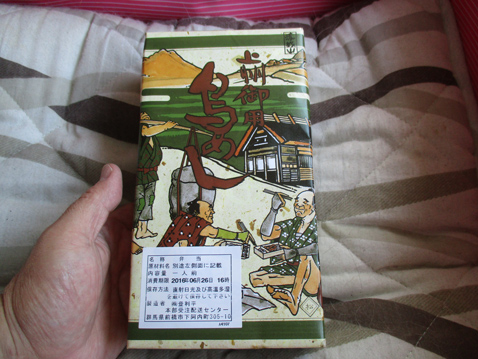 上州御用
鳥めし
名称 弁当
原材料名 別途左側面に記載
内容量 一人前
消費期限 2016年06月26日 16時
保存方法 直射日光及び高温多湿
を避けて保存して下さい
製造者 ㈱登利平
本部受注配送センター
群馬県前橋市下阿内町305-10